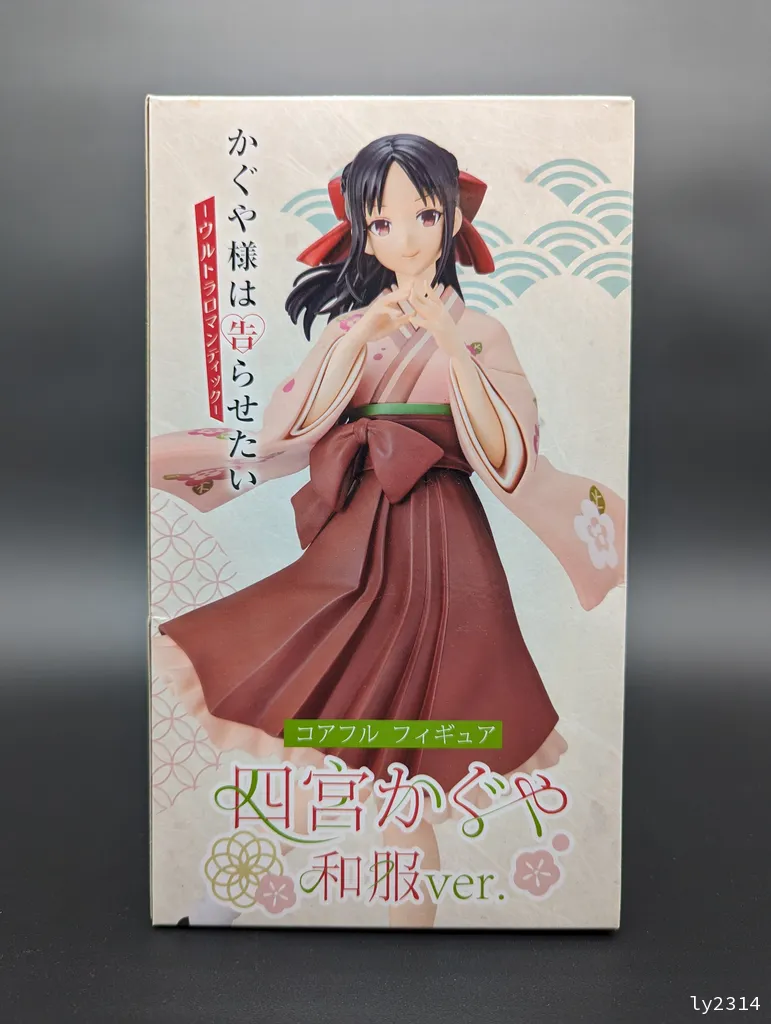 かぐや様は告らせたい
ーウルトラロマンティックー
コアフル フィギュア
四宮かぐや
和服ver.
ly2314